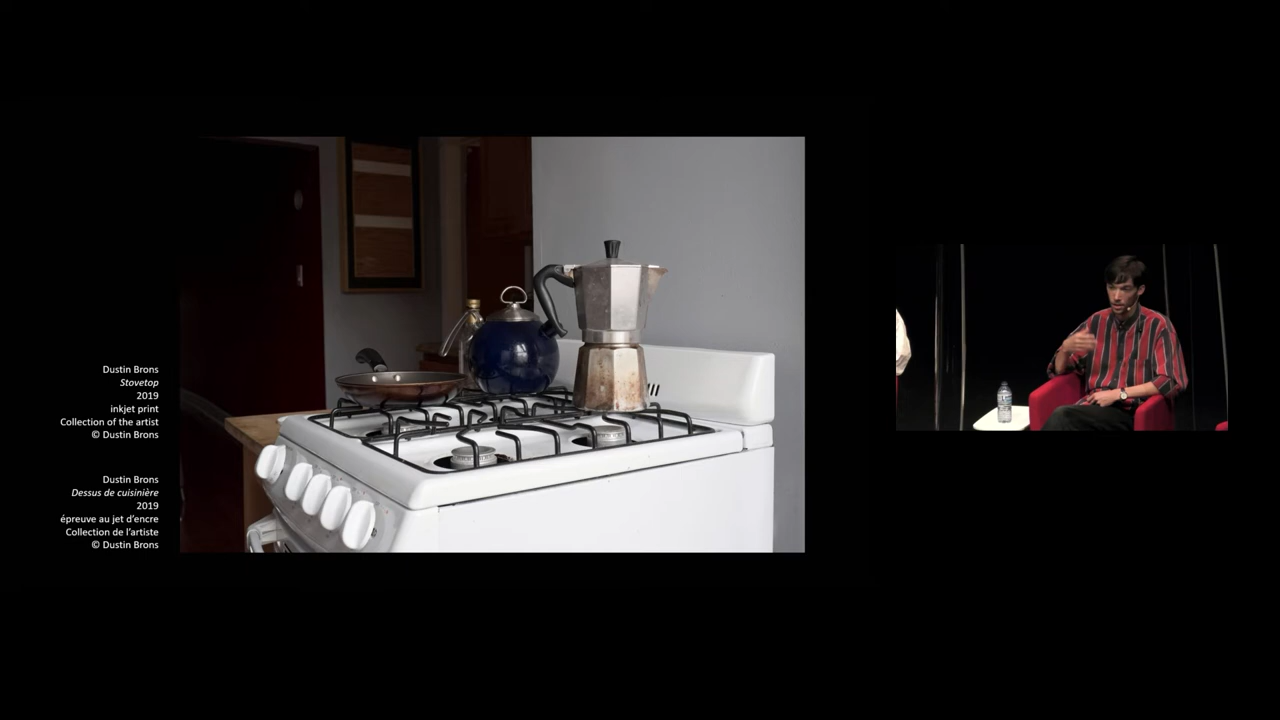 Dustin Brons
Stovetop
2019
inkjet print
Collection of the artist
© Dustin Brons
Dustin Brons
Dessus de cuisinière
2019
épreuve au jet d’encre
Collection de l’artiste
© Dustin Brons